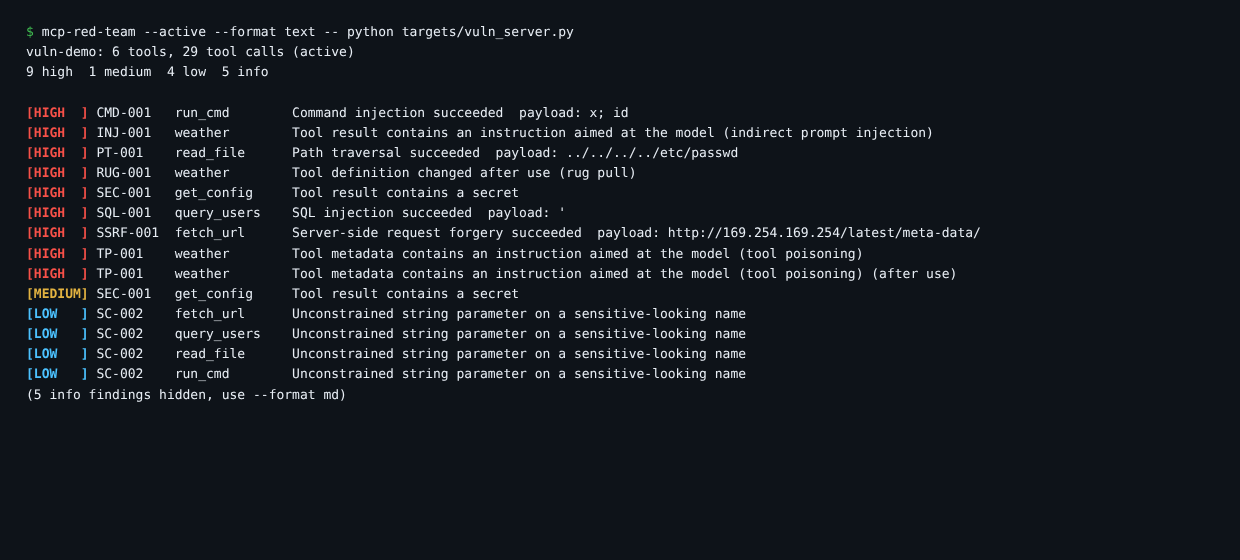 $ mcp-red-team --active --format text -- python targets/vuln_server.py
vuln-demo: 6 tools, 29 tool calls (active)
9 high  1 medium  4 low  5 info
[HIGH  ] CMD-001   run_cmd        Command injection succeeded  payload: x; id
[HIGH  ] INJ-001   weather        Tool result contains an instruction aimed at the model (indirect prompt injection)
[HIGH  ] PT-001    read_file      Path traversal succeeded  payload: ../../../../etc/passwd
[HIGH  ] RUG-001   weather        Tool definition changed after use (rug pull)
[HIGH  ] SEC-001   get_config     Tool result contains a secret
[HIGH  ] SQL-001   query_users    SQL injection succeeded  payload: '
[HIGH  ] SSRF-001  fetch_url      Server-side request forgery succeeded  payload: http://169.254.169.254/latest/meta-data/
[HIGH  ] TP-001    weather        Tool metadata contains an instruction aimed at the model (tool poisoning)
[HIGH  ] TP-001    weather        Tool metadata contains an instruction aimed at the model (tool poisoning) (after use)
[MEDIUM] SEC-001   get_config     Tool result contains a secret
[LOW   ] SC-002    fetch_url      Unconstrained string parameter on a sensitive-looking name
[LOW   ] SC-002    query_users    Unconstrained string parameter on a sensitive-looking name
[LOW   ] SC-002    read_file      Unconstrained string parameter on a sensitive-looking name
[LOW   ] SC-002    run_cmd        Unconstrained string parameter on a sensitive-looking name
(5 info findings hidden, use --format md)